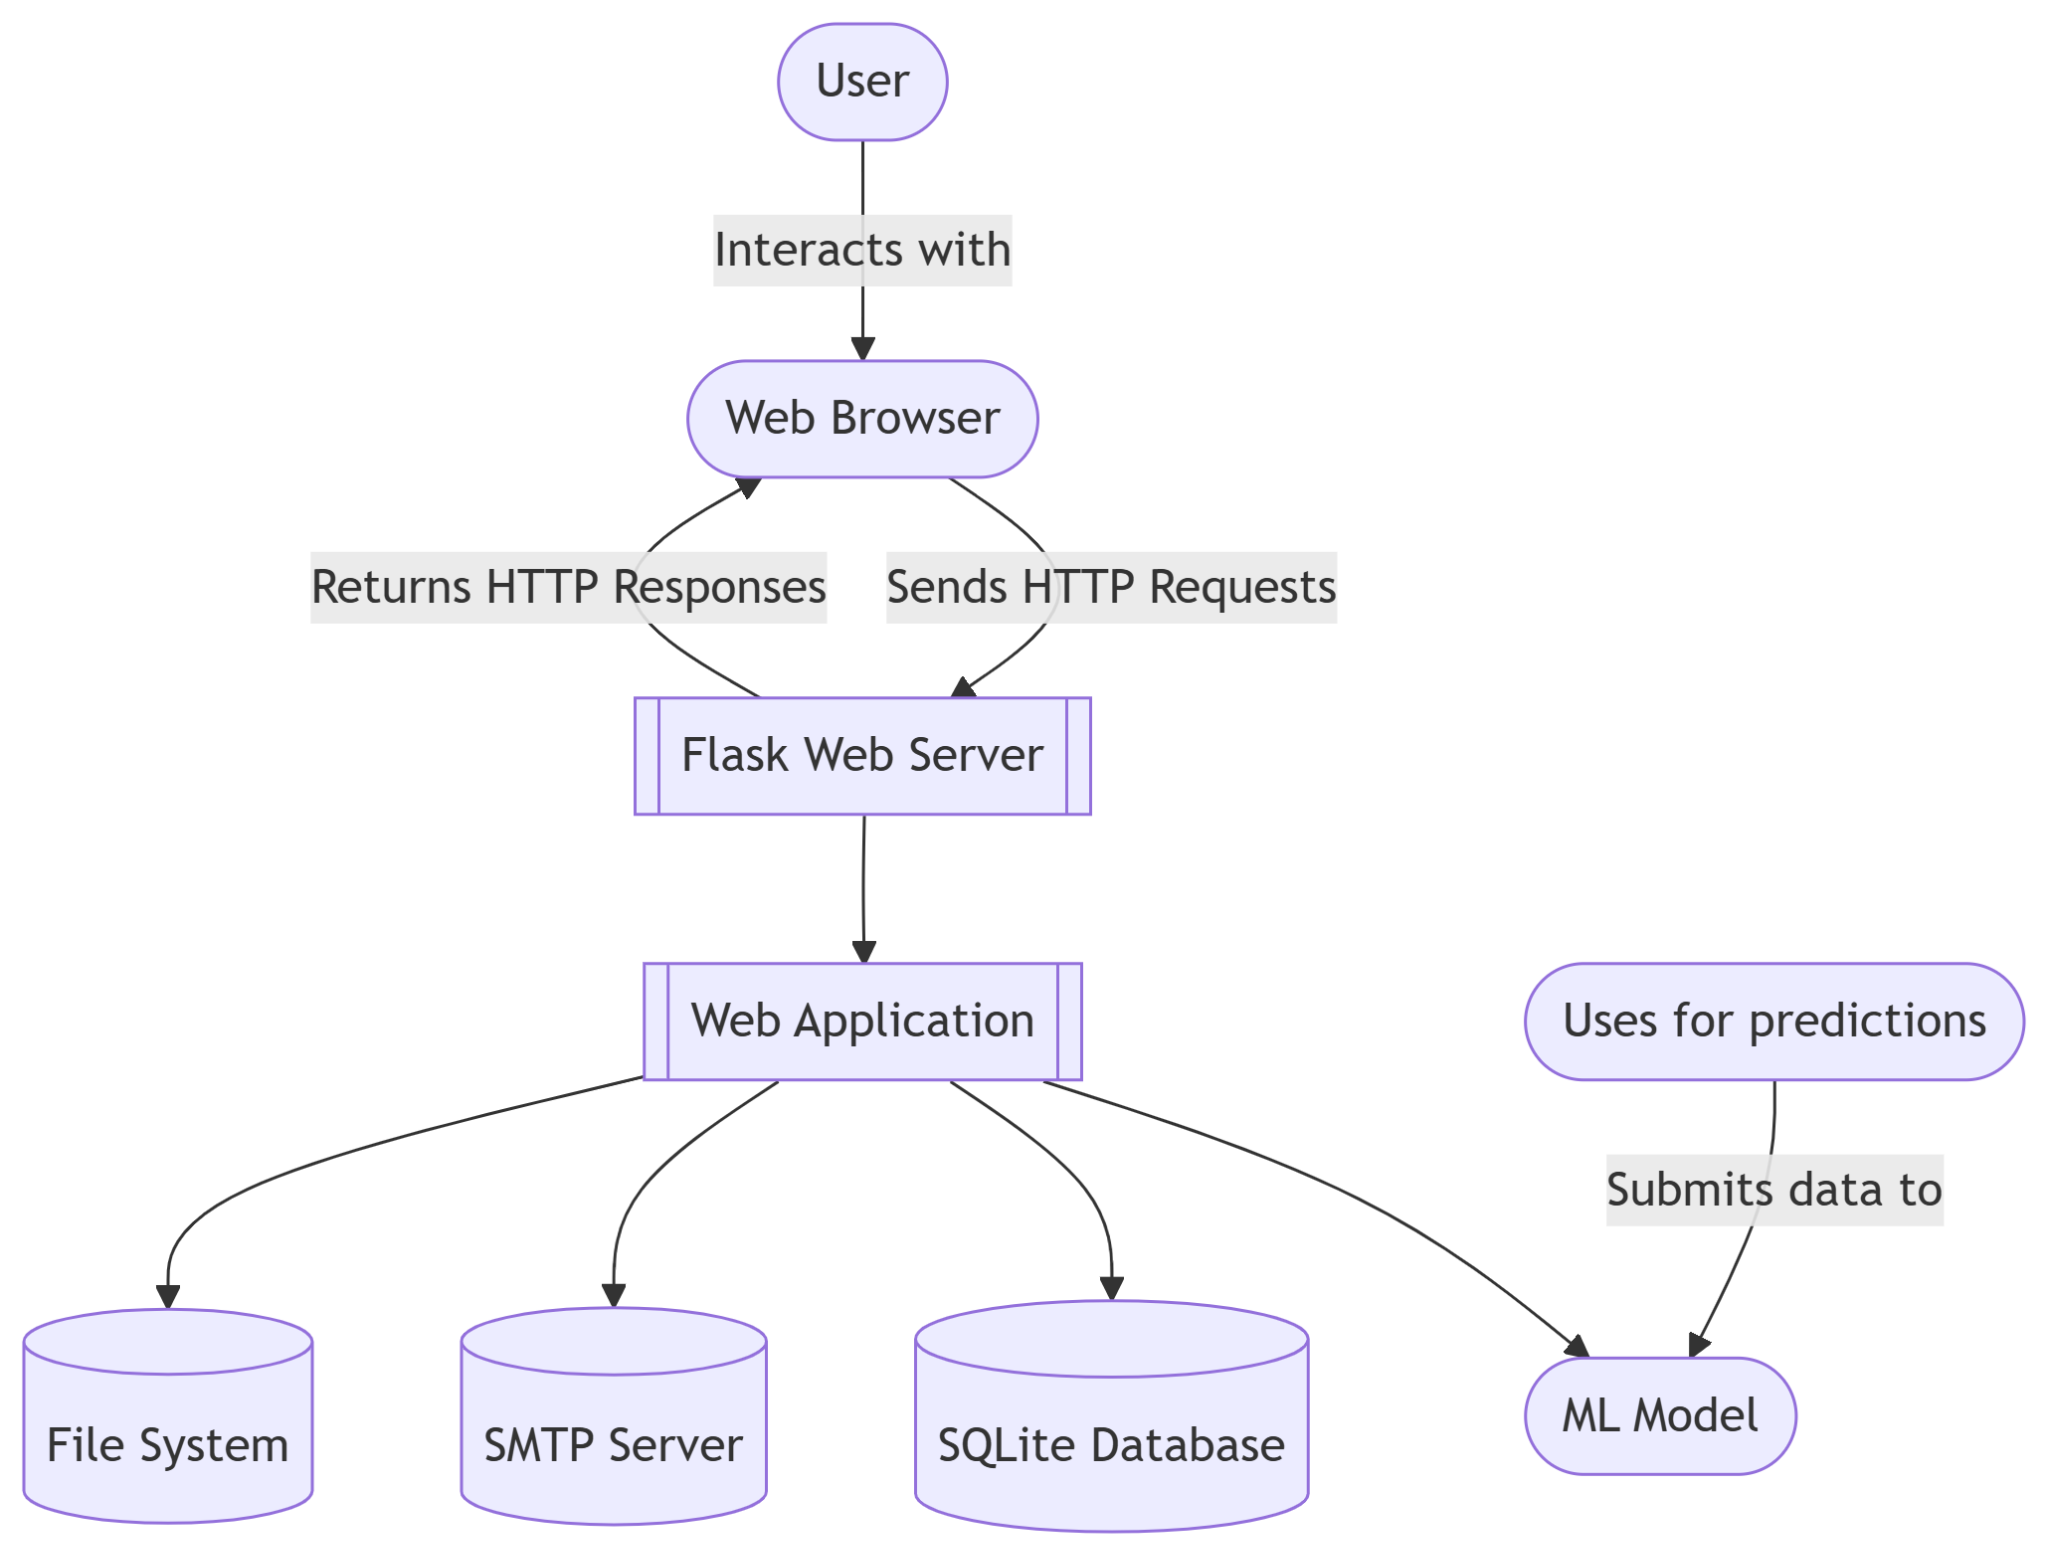 User
Interacts with
Web Browser
Returns HTTP Responses
Sends HTTP Requests
Flask Web Server
Web Application
Uses for predictions
Submits data to
File System
SMTP Server
SQLite Database
ML Model